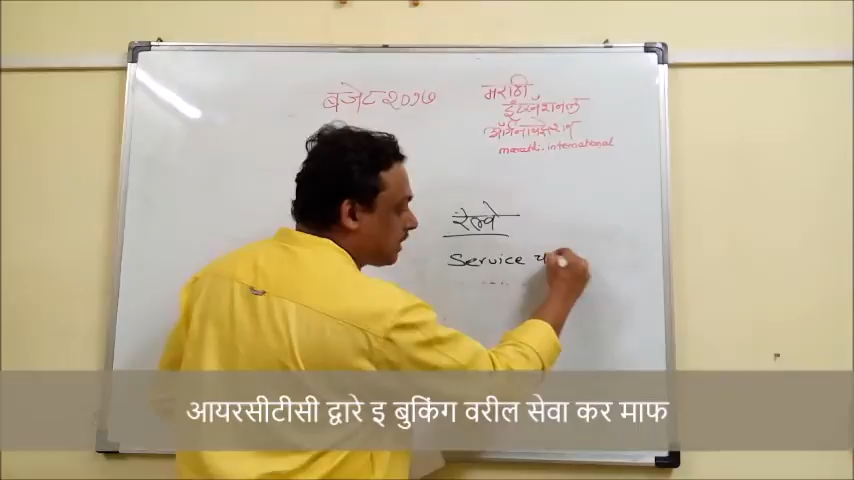 बजेट २०१७
मराठी
इंटरनॅशनल
ऑर्गनायझेशन
marathi.international
रेल्वे
Service
आयरसीटीसी द्वारे इ बुकिंग वरील सेवा कर माफ